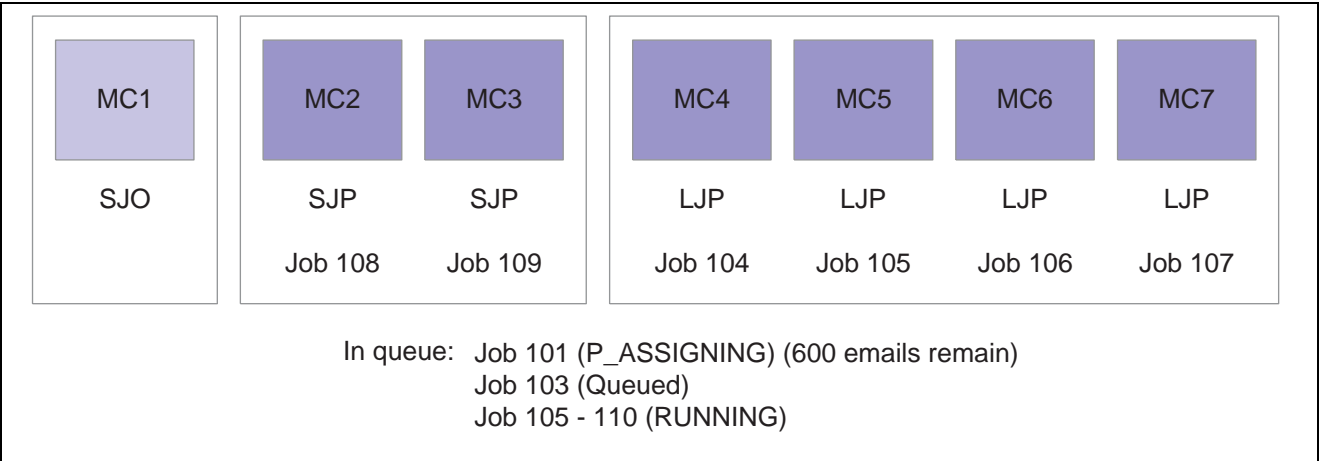 MC1 MC2 MC3 MC4 MC5 MC6 MC7
SJO SJP SJP LJP LJP LJP LJP
Job 108 Job 109 Job 104 Job 105 Job 106 Job 107
In queue: Job 101 (P_ASSIGNING) (600 emails remain)
Job 103 (Queued)
Job 105 - 110 (RUNNING)